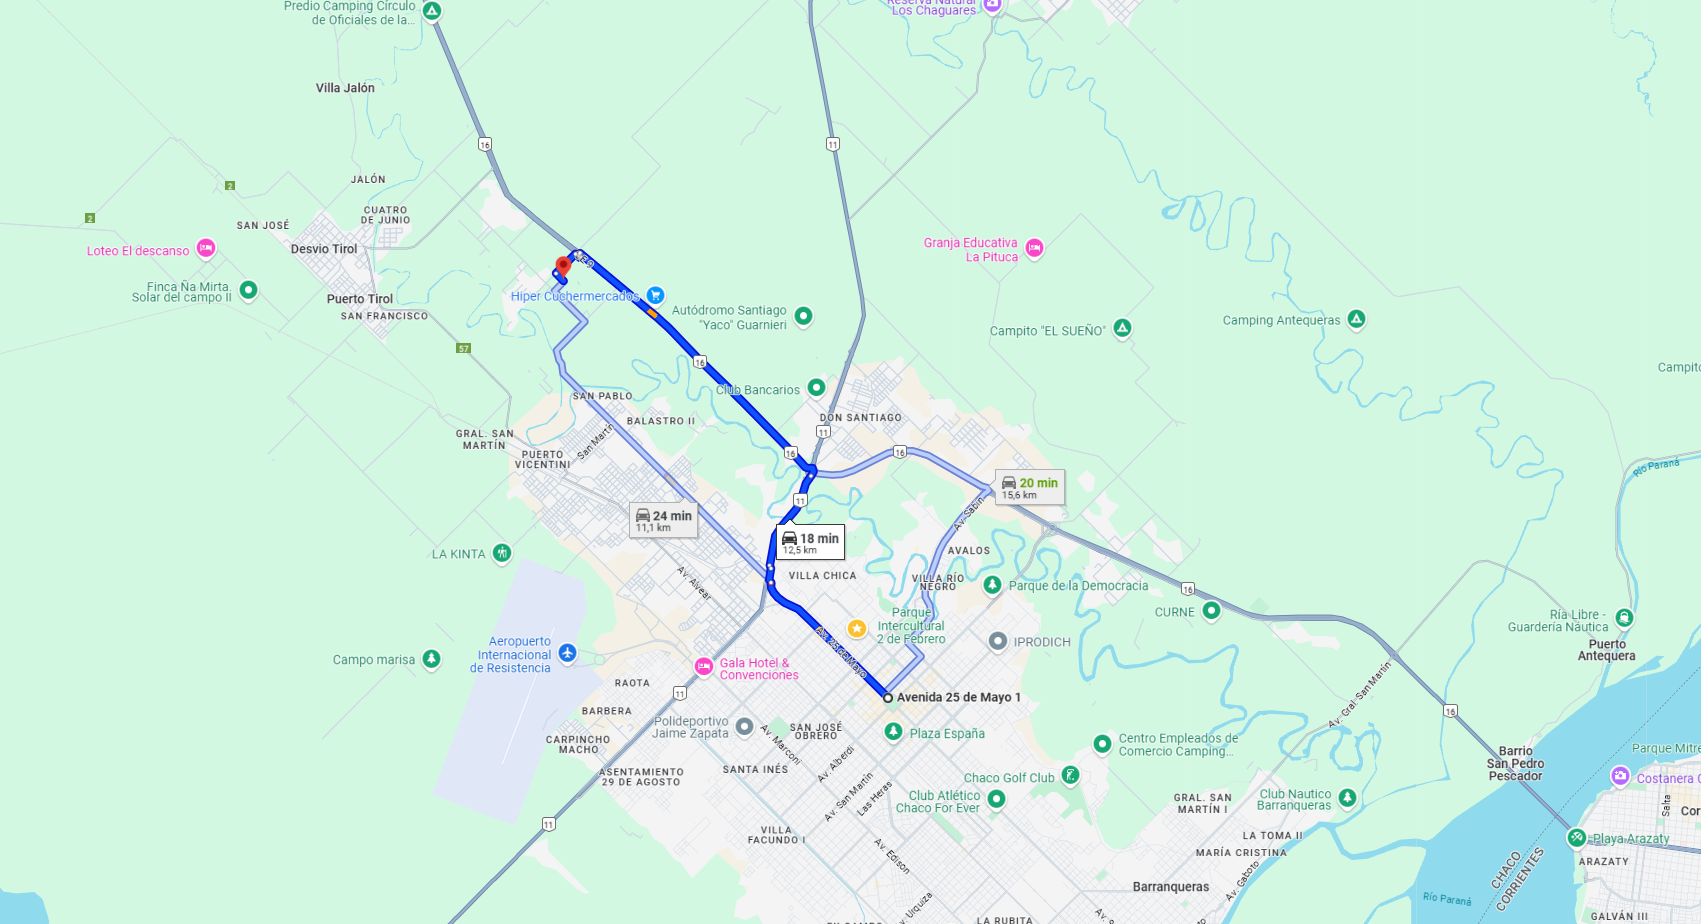 Predio Camping Círculo
de Oficiales de la...
Reserva Natural
Los Chaguares
Villa Jalón
16
11
JALÓN
2
2
CUATRO
DE JUNIO
SAN JOSÉ
Desvio Tirol
Loteo El descanso
Granja Educativa
La Pituca
Finca Ña Mirta.
Solar del campo II
Puerto Tirol
SAN FRANCISCO
Hiper Cuchermercados
Autódromo Santiago
"Yaco" Guarnieri
Campito "EL SUEÑO"
Camping Antequeras
57
16
Campito
Club Bancarios
SAN PABLO
BALASTRO II
DON SANTIAGO
11
GRAL. SAN
MARTÍN
San Martín
PUERTO
VICENTINI
16
16
Río Paraná
20 min
15,6 km
11
24 min
11,1 km
Av. Sabin
18 min
12,5 km
LA KINTA
AVALOS
VILLA CHICA
VILLA RÍO
NEGRO
Parque de la Democracia
16
Av. Alvear
CURNE
Parque
Intercultural
2 de Febrero
Ría Libre -
Guardería Náutica
Aeropuerto
Internacional
de Resistencia
Av. 25 de Mayo
IPRODICH
Puerto
Antequera
Campo marisa
Gala Hotel &
Convenciones
RAOTA
11
Avenida 25 de Mayo 1
Av. Gral. San Martín
BARBERA
16
Polideportivo
Jaime Zapata
SAN JOSÉ
OBRERO
Plaza España
CARPINCHO
MACHO
Av. Marconi
Centro Empleados de
Comercio Camping...
Parque Mitre
Barrio
San Pedro
Pescador
ASENTAMIENTO
29 DE AGOSTO
SANTA INÉS
Av. Alberdi
Chaco Golf Club
Costanera
Av. San Martín
Las Heras
Club Atlético
Chaco For Ever
GRAL. SAN
MARTÍN I
Club Nautico
Barranqueras
Salta
11
VILLA
FACUNDO I
LA TOMA II
Playa Arazaty
Av. Edison
MARÍA CRISTINA
CHACO
CORRIENTES
ARAZATY
Barranqueras
Av. Gaboto
Río Paraná
Av. Urquiza
LA RUBITA
GALVÁN III